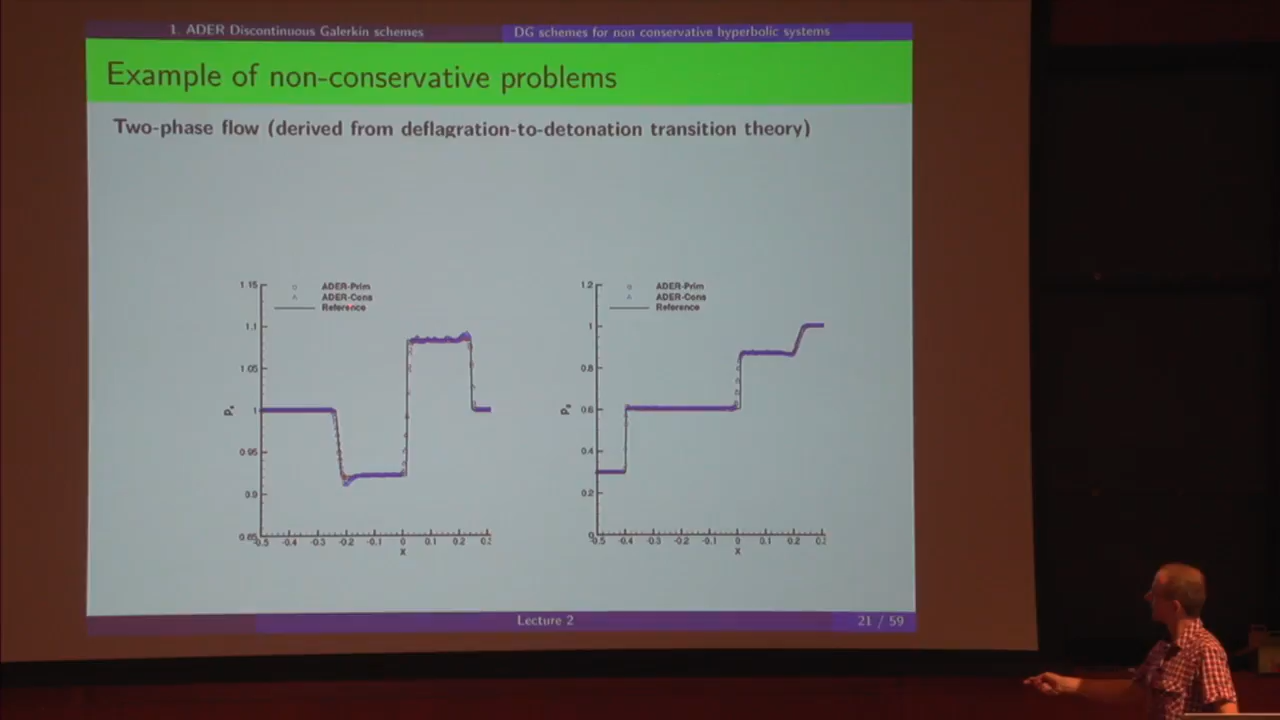 1. ADER Discontinuous Galerkin schemes
DG schemes for non conservative hyperbolic systems
Example of non-conservative problems
Two-phase flow (derived from deflagration-to-detonation transition theory)
1.15
ADER-Prim
ADER-Cons
Reference
1.1
1.05
1
0.95
0.9
0.85
-0.5 -0.4 -0.3 -0.2 -0.1 0 0.1 0.2
x
1.2
ADER-Prim
ADER-Cons
Reference
1
0.8
0.6
0.4
0.2
0
-0.5 -0.4 -0.3 -0.2 -0.1 0 0.1 0.2
x
Lecture 2
21 / 59